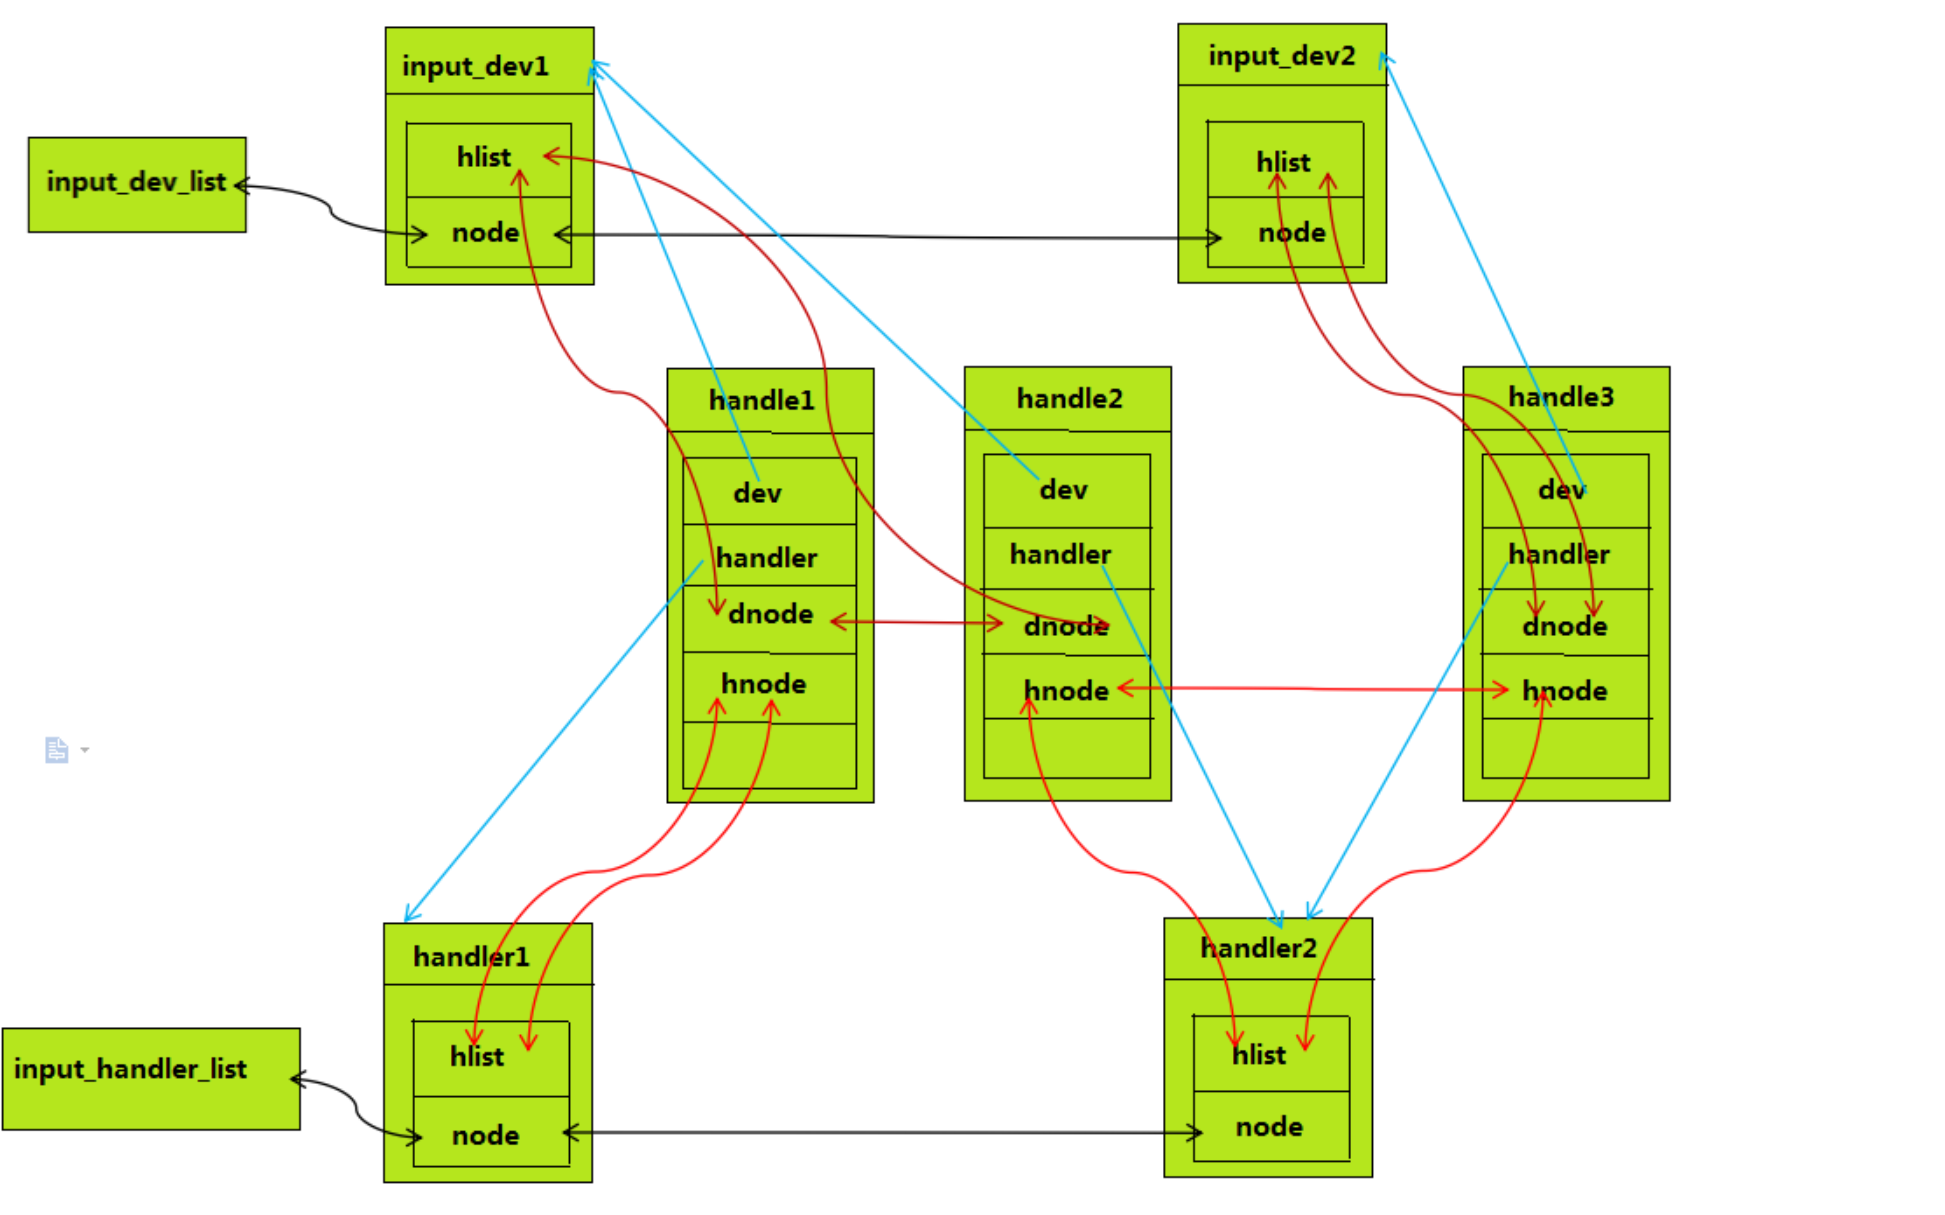 input_dev1
input_dev2
input_dev_list
hlist
node
hlist
node
handle1
dev
handler
dnode
hnode
handle2
dev
handler
dnode
hnode
handle3
dev
handler
dnode
hnode
handler1
hlist
node
handler2
hlist
node
input_handler_list